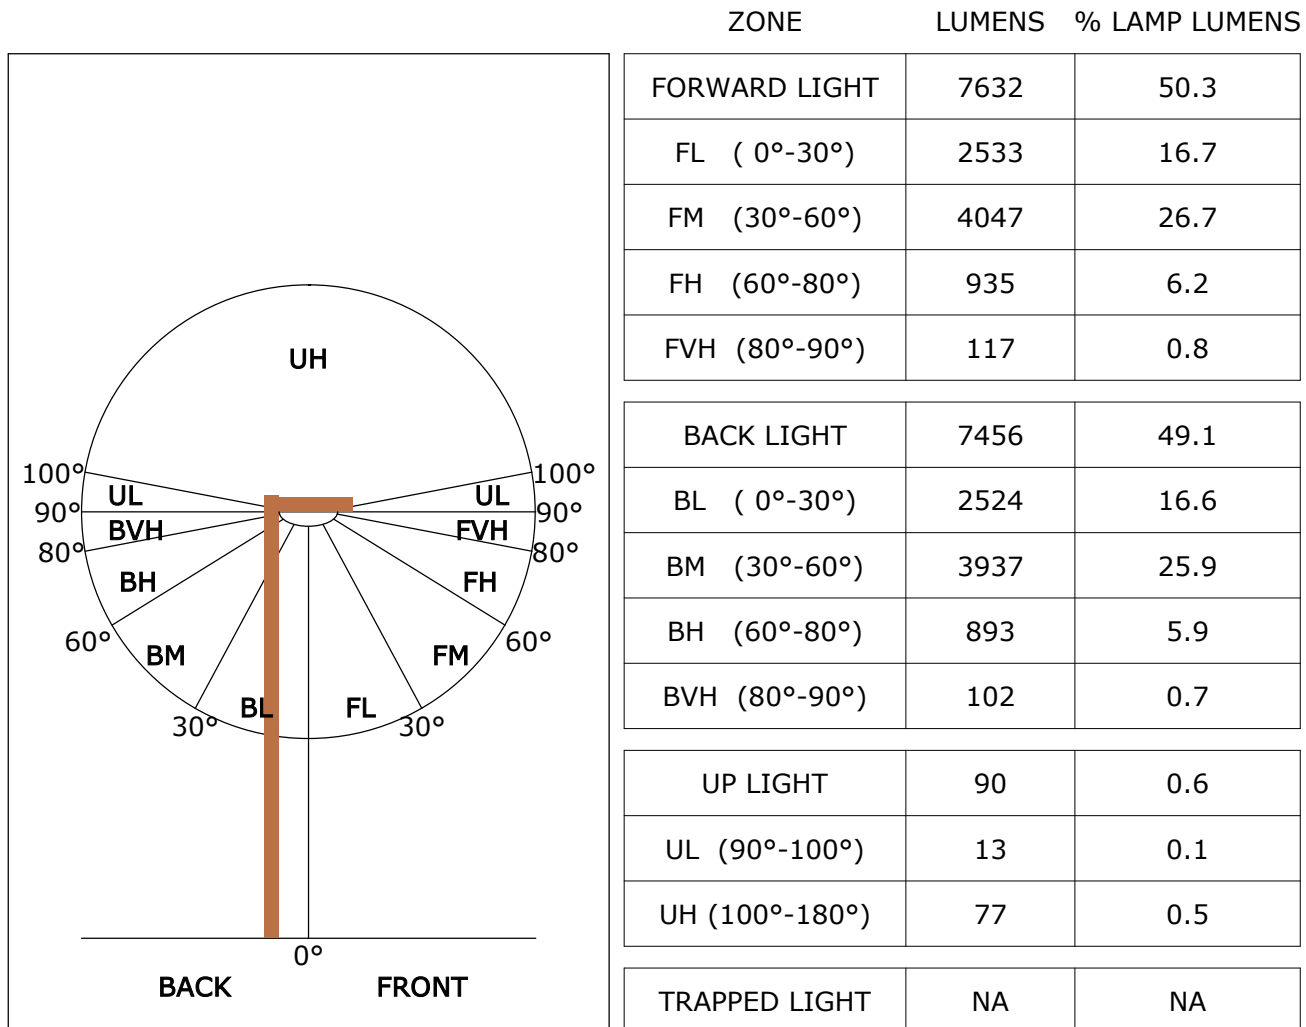 ZONE LUMENS % LAMP LUMENS
FORWARD LIGHT 7632 50.3
FL ( 0°-30°) 2533 16.7
FM (30°-60°) 4047 26.7
FH (60°-80°) 935 6.2
FVH (80°-90°) 117 0.8
BACK LIGHT 7456 49.1
BL ( 0°-30°) 2524 16.6
BM (30°-60°) 3937 25.9
BH (60°-80°) 893 5.9
BVH (80°-90°) 102 0.7
UP LIGHT 90 0.6
UL (90°-100°) 13 0.1
UH (100°-180°) 77 0.5
TRAPPED LIGHT NA NA
UH
100° 100°
UL UL
90° 90°
BVH FVH
80° 80°
BH FH
60° 60°
BM FM
BL FL
30° 30°
0°
BACK FRONT